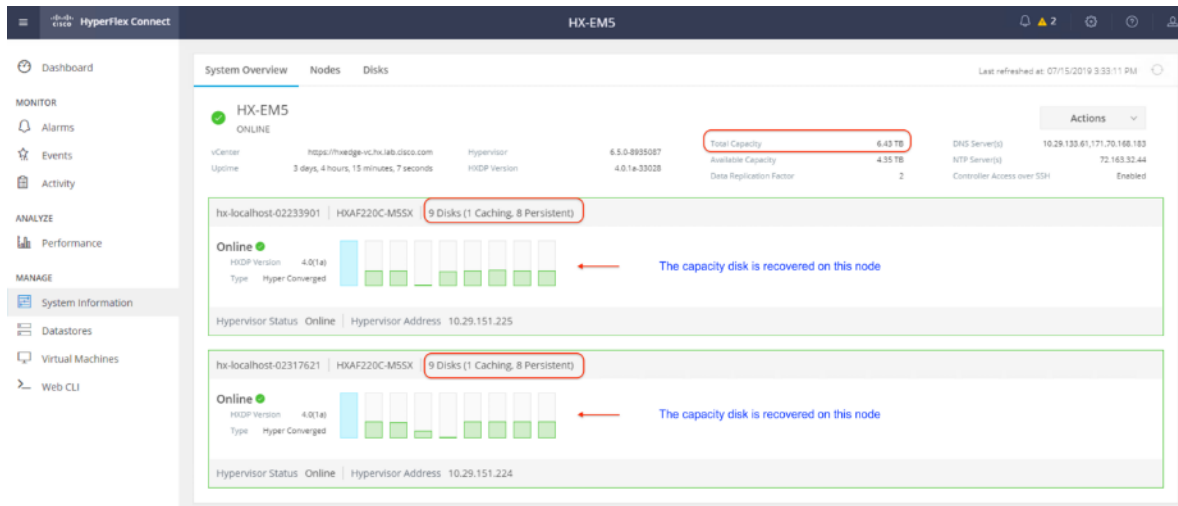 CISCO HyperFlex Connect
HX-EM5
2
Dashboard
MONITOR
Alarms
Events
Activity
ANALYZE
Performance
MANAGE
System Information
Datastores
Virtual Machines
Web CLI
System Overview Nodes Disks
Last refreshed at: 07/15/2019 3:33:11 PM
HX-EM5
ONLINE
Actions
vCenter https://hxedge-vc.hx.lab.cisco.com Hypervisor 6.5.0-8935087 Total Capacity 6.43 TB DNS Server(s) 10.29.133.61,171.70.168.183
Uptime 3 days, 4 hours, 15 minutes, 7 seconds HXDP Version 4.0.1a-33028 Available Capacity 4.35 TB NTP Server(s) 72.163.32.44
Data Replication Factor 2 Controller Access over SSH Enabled
hx-localhost-02233901 HXAF220C-M5SX 9 Disks (1 Caching, 8 Persistent)
Online
HXDP Version 4.0(1a)
Type Hyper Converged
The capacity disk is recovered on this node
Hypervisor Status Online Hypervisor Address 10.29.151.225
hx-localhost-02317621 HXAF220C-M5SX 9 Disks (1 Caching, 8 Persistent)
Online
HXDP Version 4.0(1a)
Type Hyper Converged
The capacity disk is recovered on this node
Hypervisor Status Online Hypervisor Address 10.29.151.224